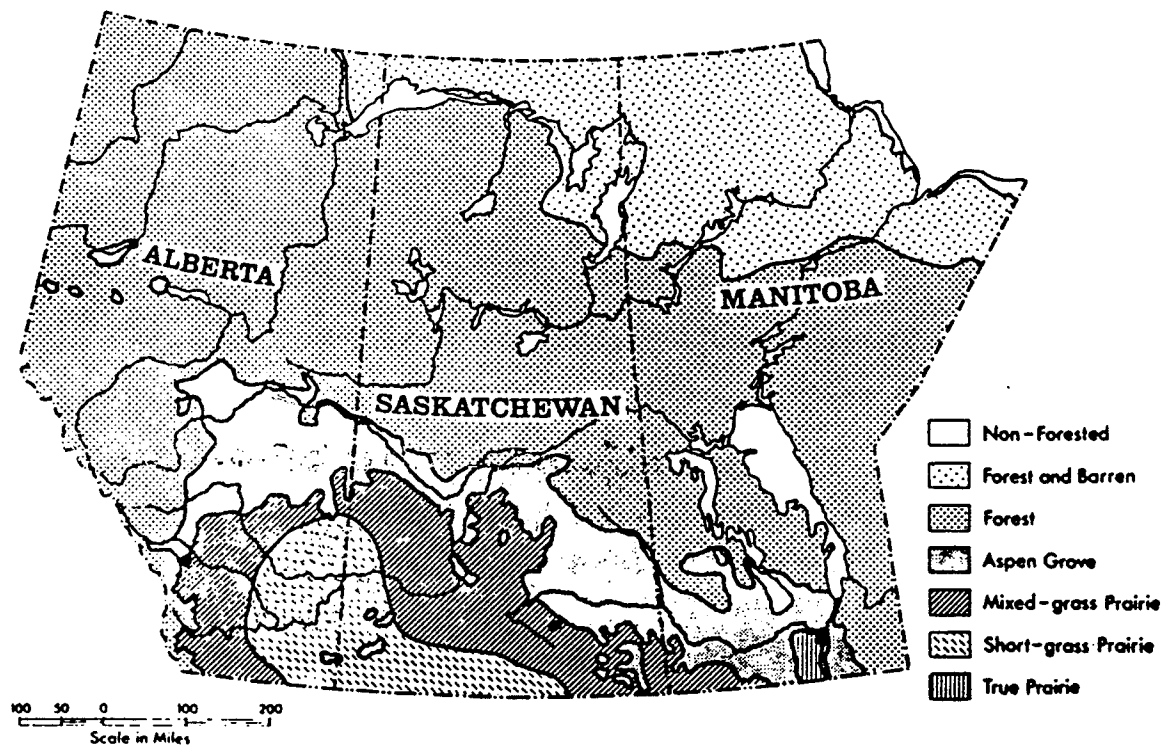 ALBERTA
MANITOBA
SASKATCHEWAN
Non-Forested
Forest and Barren
Forest
Aspen Grove
Mixed-grass Prairie
Short-grass Prairie
True Prairie
100 50 0 100 200
Scale in Miles